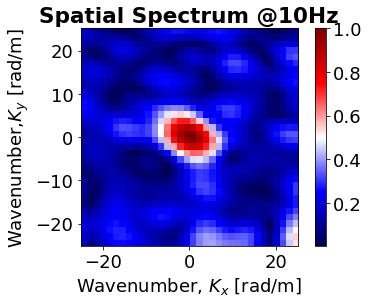 Spatial Spectrum @10Hz
Wavenumber,K_y [rad/m]
20
10
0
−10
−20
−20 0 20
Wavenumber, K_x [rad/m]
1.0
0.8
0.6
0.4
0.2